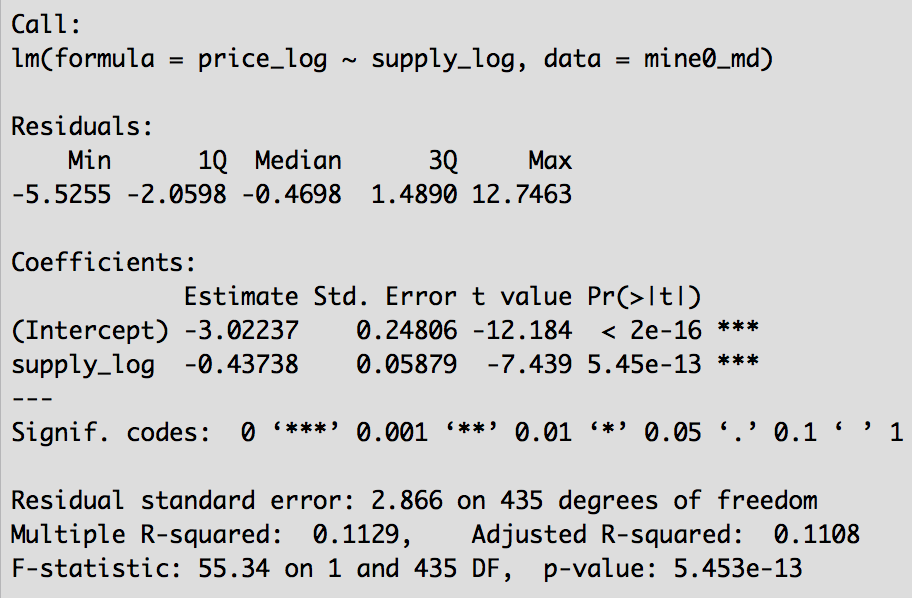 Call:
lm(formula = price_log ~ supply_log, data = mine0_md)
Residuals:
Min 1Q Median 3Q Max
-5.5255 -2.0598 -0.4698 1.4890 12.7463
Coefficients:
Estimate Std. Error t value Pr(>|t|)
(Intercept) -3.02237 0.24806 -12.184 < 2e-16 ***
supply_log -0.43738 0.05879 -7.439 5.45e-13 ***
---
Signif. codes: 0 ‘***’ 0.001 ‘**’ 0.01 ‘*’ 0.05 ‘.’ 0.1 ‘ ’ 1
Residual standard error: 2.866 on 435 degrees of freedom
Multiple R-squared: 0.1129, Adjusted R-squared: 0.1108
F-statistic: 55.34 on 1 and 435 DF, p-value: 5.453e-13